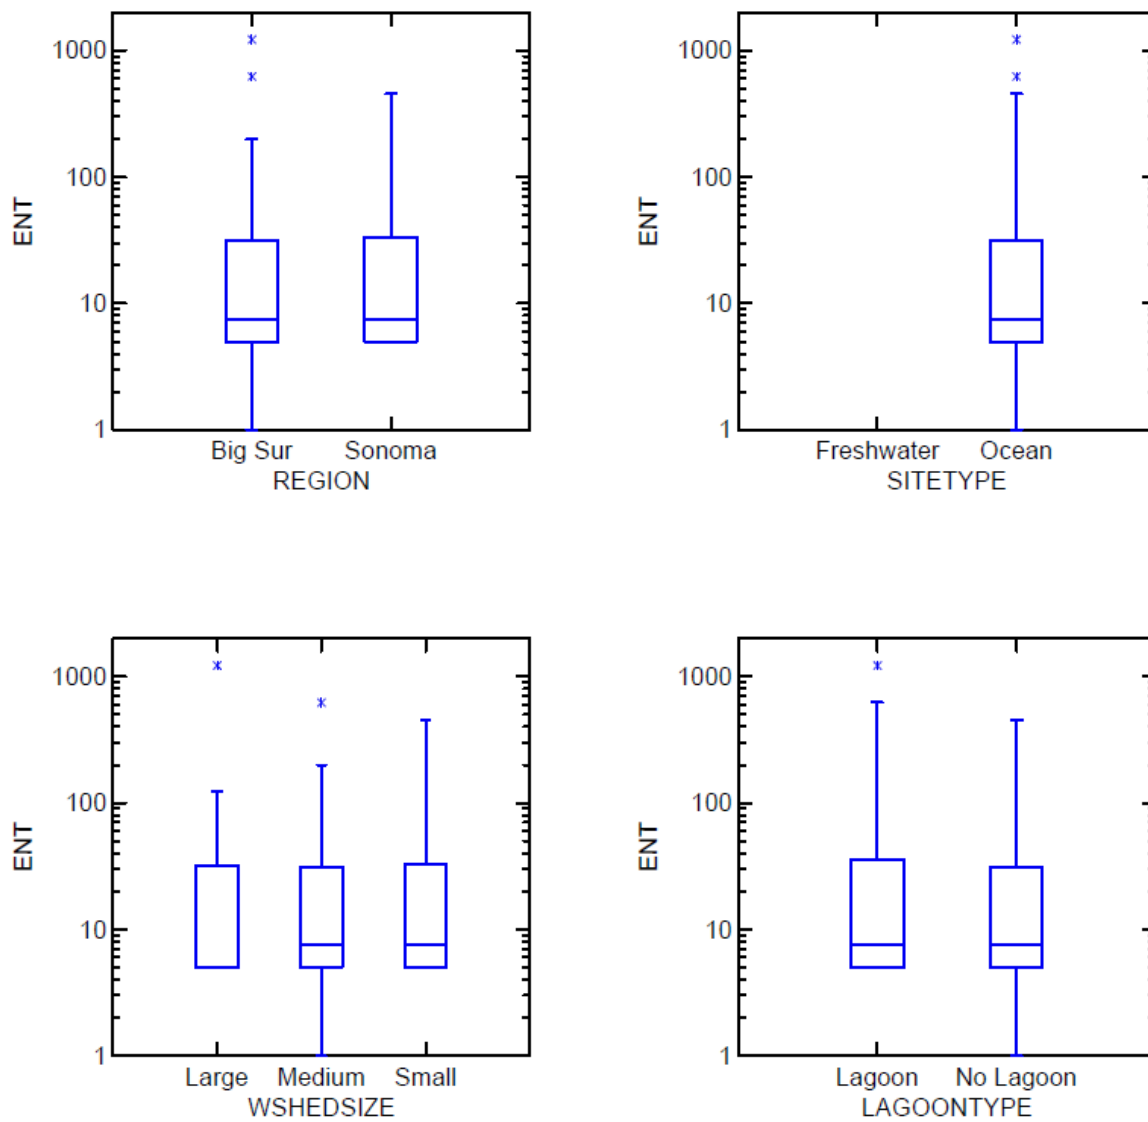 1000
100
10
1
ENT
Big Sur Sonoma
REGION
1000
100
10
1
ENT
Freshwater Ocean
SITETYPE
1000
100
10
1
ENT
Large Medium Small
WSHEDSIZE
1000
100
10
1
ENT
Lagoon No Lagoon
LAGOONTYPE